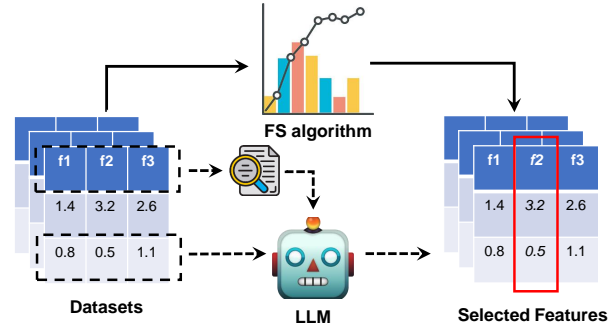 FS algorithm
f1 f2 f3
1.4 3.2 2.6
0.8 0.5 1.1
Datasets
LLM
f1 f2 f3
1.4 3.2 2.6
0.8 0.5 1.1
Selected Features